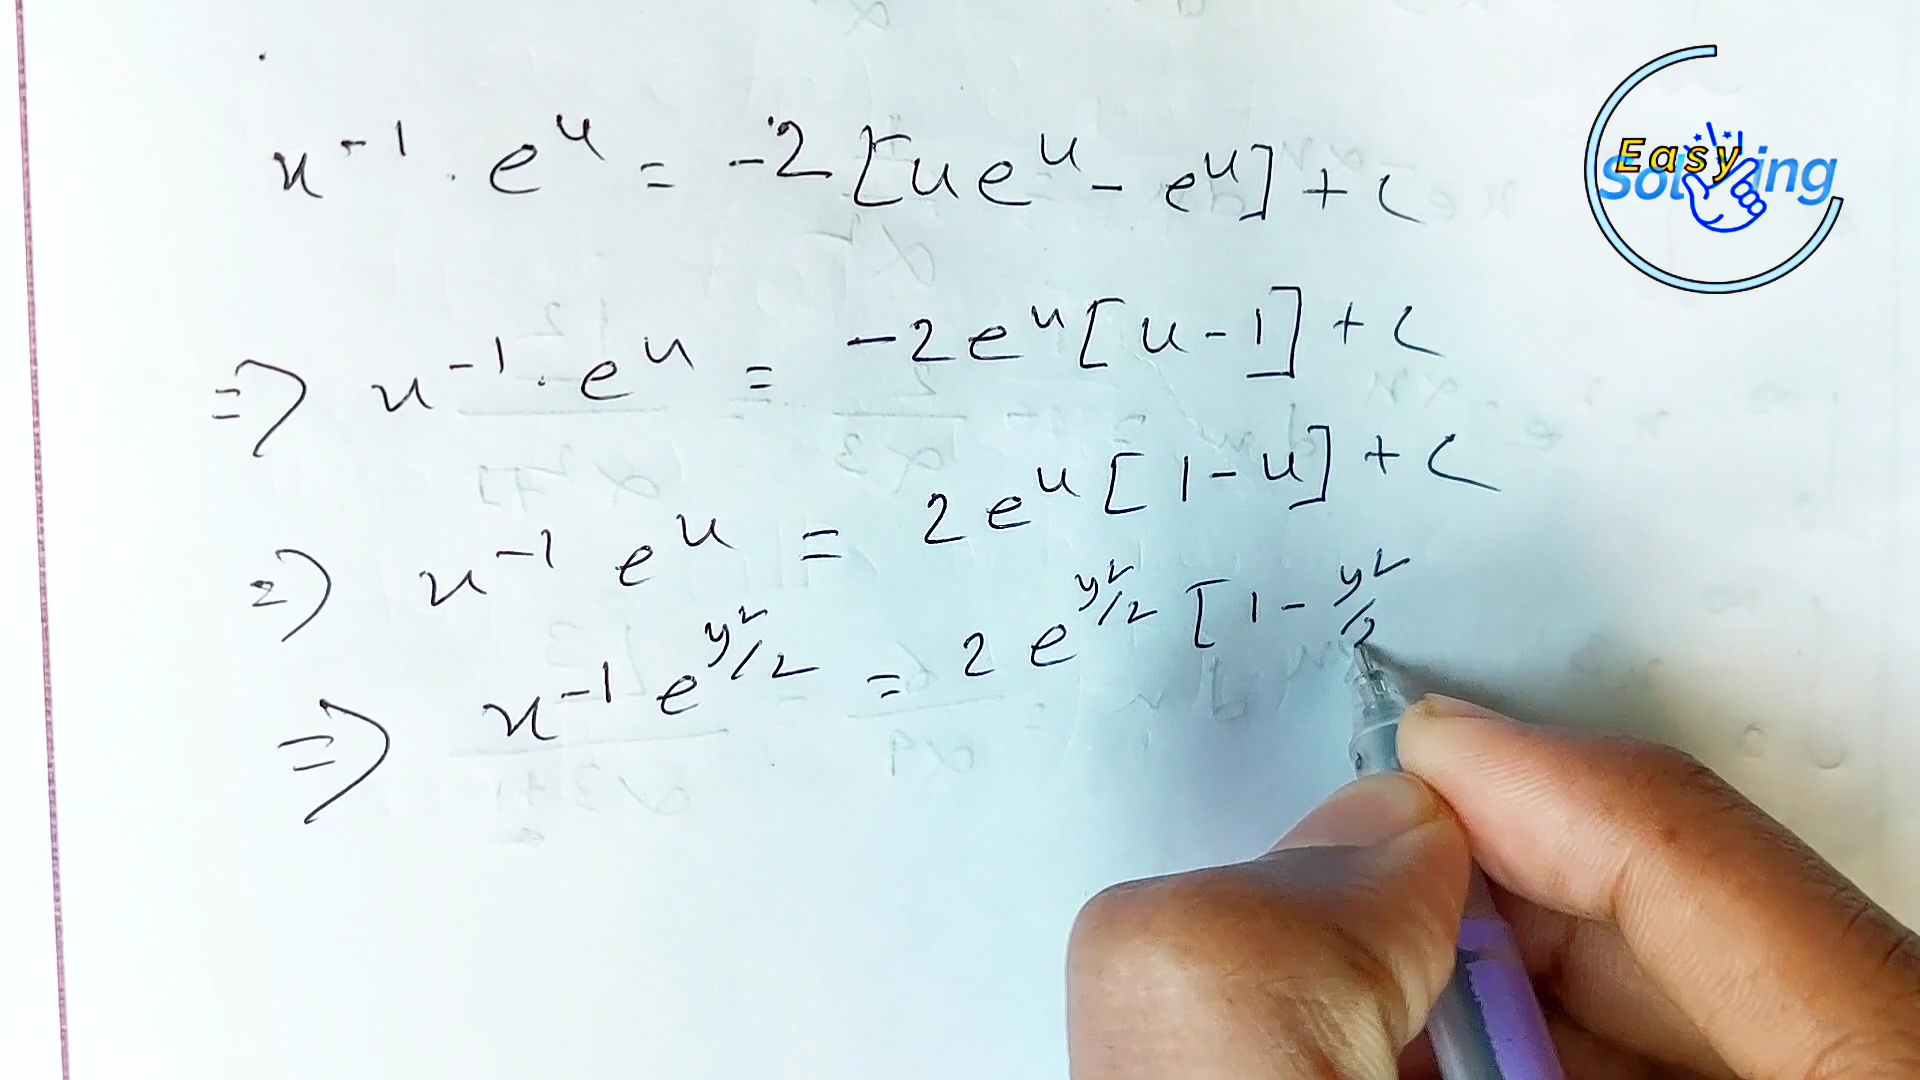 x⁻¹ . eᵘ = -2 [ueᵘ - eᵘ] + C
=> x⁻¹ . eᵘ = -2eᵘ [u - 1] + C
=> x⁻¹ eᵘ = 2eᵘ [1 - u] + C
=> x⁻¹ e^(y²/2) = 2 e^(y²/2) [1 - y²/2
Easy
Solving